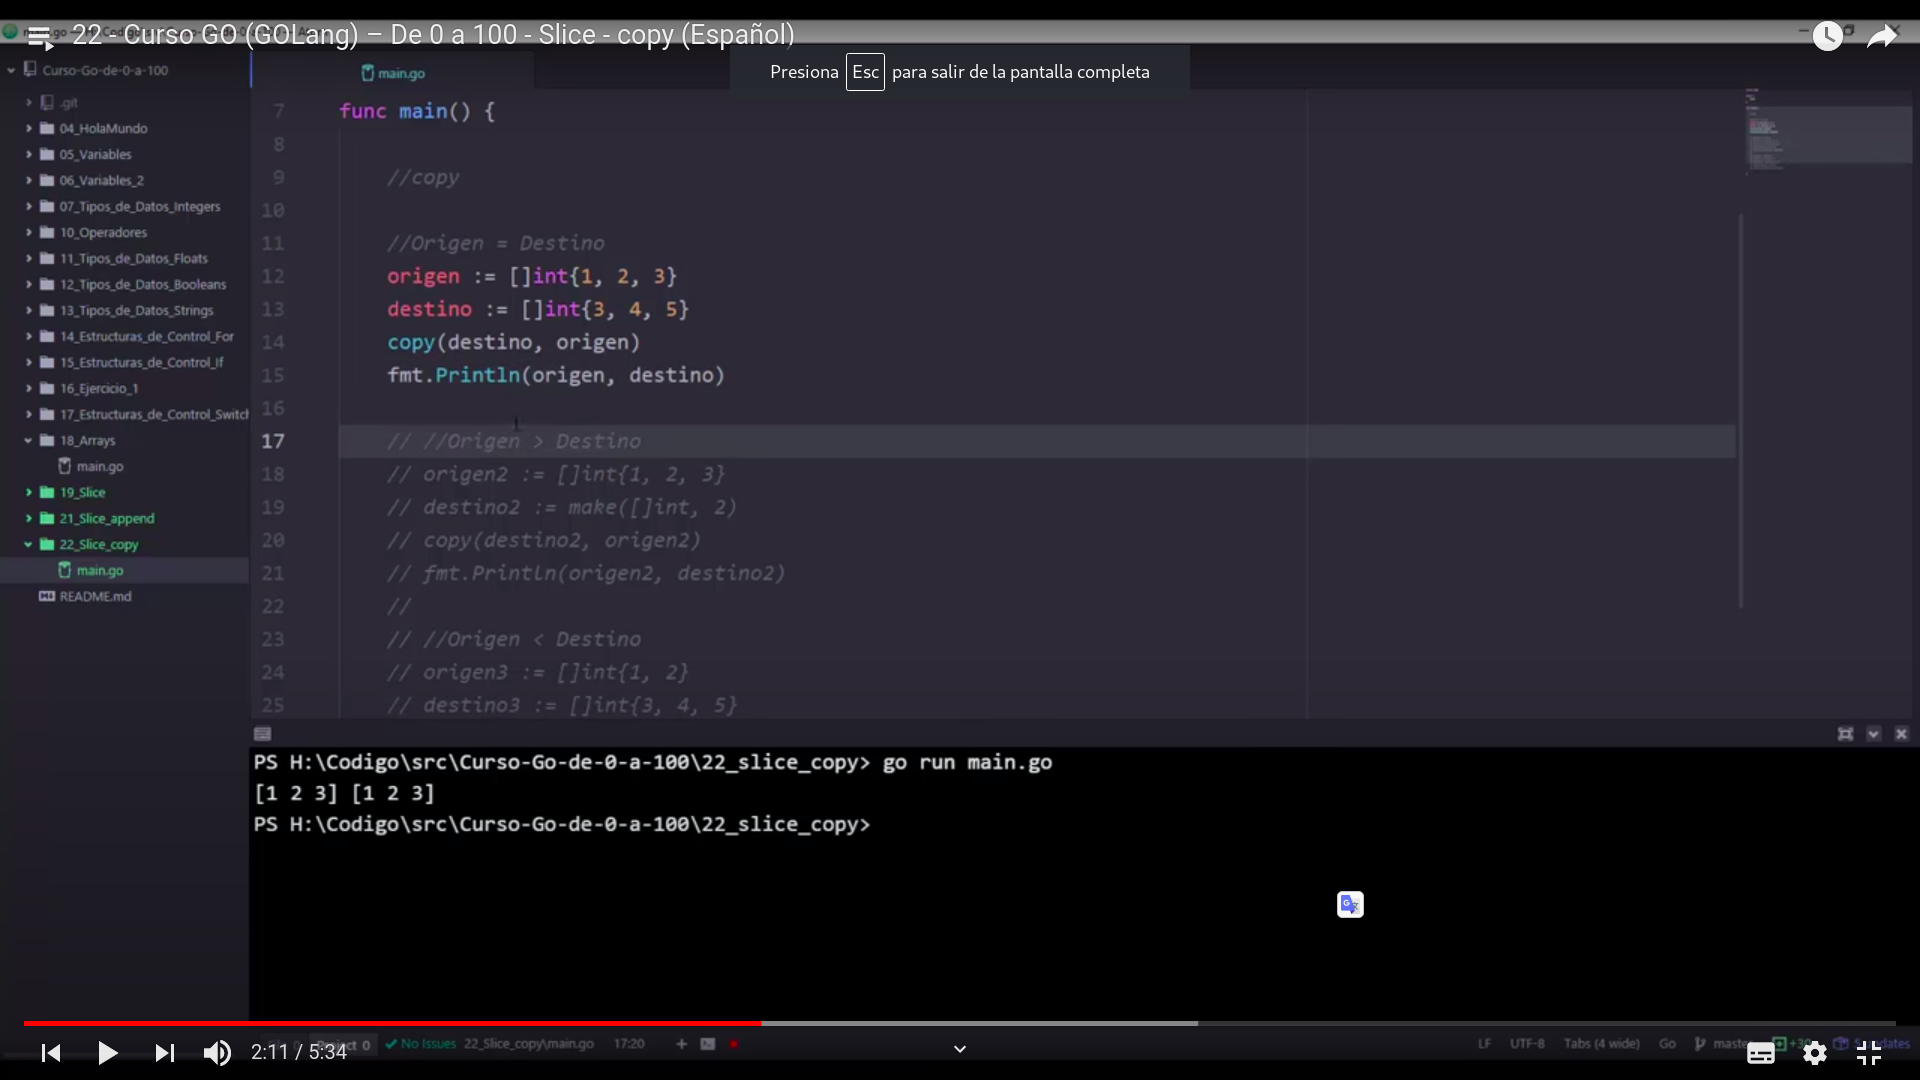 22 - Curso GO (GOLang) – De 0 a 100 - Slice - copy (Español)
Presiona Esc para salir de la pantalla completa
Curso-Go-de-0-a-100
.git
04_HolaMundo
05_Variables
06_Variables_2
07_Tipos_de_Datos_Integers
10_Operadores
11_Tipos_de_Datos_Floats
12_Tipos_de_Datos_Booleans
13_Tipos_de_Datos_Strings
14_Estructuras_de_Control_For
15_Estructuras_de_Control_If
16_Ejercicio_1
17_Estructuras_de_Control_Switch
18_Arrays
main.go
19_Slice
21_Slice_append
22_Slice_copy
main.go
README.md
main.go
7 func main() {
8
9 //copy
10
11 //Origen = Destino
12 origen := []int{1, 2, 3}
13 destino := []int{3, 4, 5}
14 copy(destino, origen)
15 fmt.Println(origen, destino)
16
17 // //Origen > Destino
18 // origen2 := []int{1, 2, 3}
19 // destino2 := make([]int, 2)
20 // copy(destino2, origen2)
21 // fmt.Println(origen2, destino2)
22 //
23 // //Origen < Destino
24 // origen3 := []int{1, 2}
25 // destino3 := []int{3, 4, 5}
PS H:\Codigo\src\Curso-Go-de-0-a-100\22_slice_copy> go run main.go
[1 2 3] [1 2 3]
PS H:\Codigo\src\Curso-Go-de-0-a-100\22_slice_copy>
2:11 / 5:34
0 No Issues 22_Slice_copy\main.go 17:20
LF UTF-8 Tabs (4 wide) Go